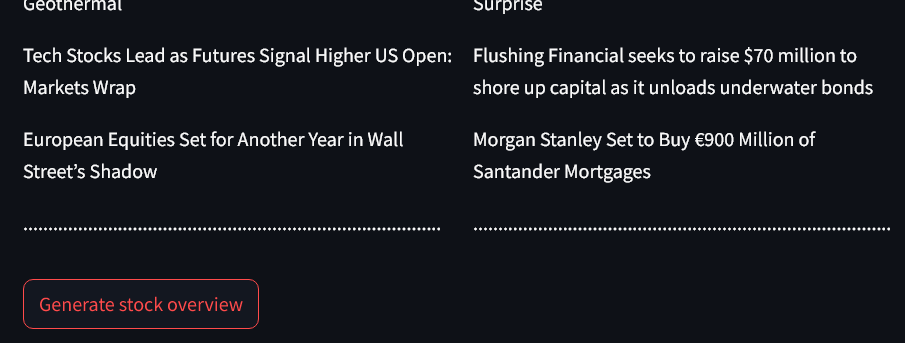 Geothermal
Tech Stocks Lead as Futures Signal Higher US Open:
Markets Wrap
European Equities Set for Another Year in Wall
Street’s Shadow
Surprise
Flushing Financial seeks to raise $70 million to
shore up capital as it unloads underwater bonds
Morgan Stanley Set to Buy €900 Million of
Santander Mortgages
Generate stock overview